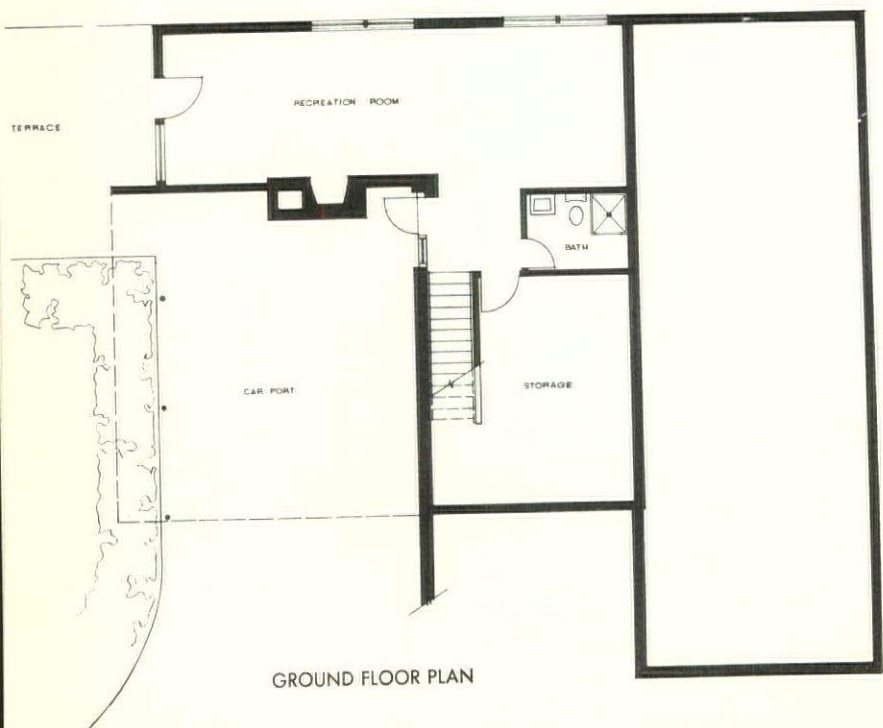 RECREATION ROOM
TERRACE
BATH
CAR PORT
STORAGE
GROUND FLOOR PLAN